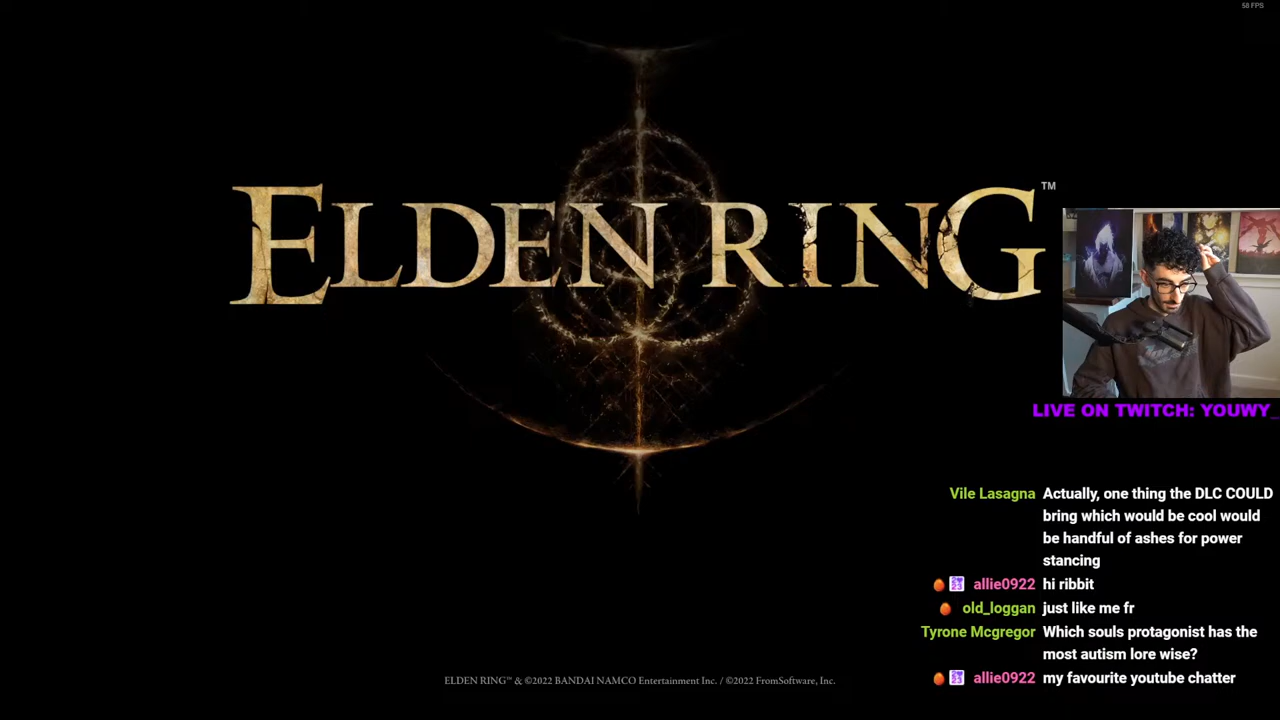 58 FPS
ELDEN RING™
LIVE ON TWITCH: YOUWY_
Vile Lasagna Actually, one thing the DLC COULD
bring which would be cool would
be handful of ashes for power
stancing
allie0922 hi ribbit
old_loggan just like me fr
Tyrone Mcgregor Which souls protagonist has the
most autism lore wise?
allie0922 my favourite youtube chatter
ELDEN RING™ & ©2022 BANDAI NAMCO Entertainment Inc. / ©2022 FromSoftware, Inc.